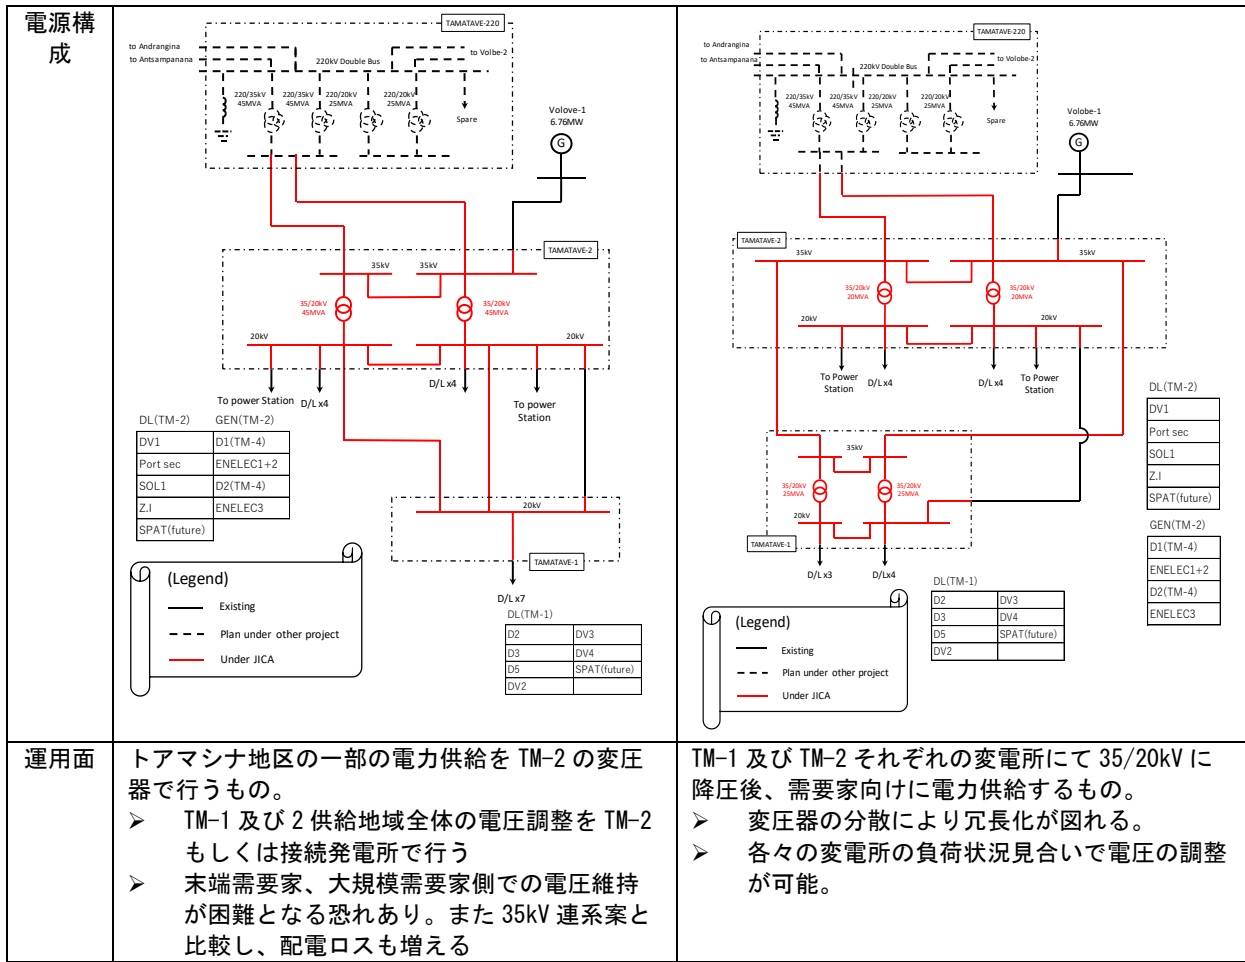 電源構
成
TAMATAVE-220
to Andrangina
to Antsampanana
to Volbe-2
220kV Double Bus
220/35kV
45MVA
220/35kV
45MVA
220/20kV
25MVA
220/20kV
25MVA
Spare
Volove-1
6.76MW
G
TAMATAVE-2
35kV
35kV
35/20kV
45MVA
35/20kV
45MVA
20kV
20kV
To power Station
D/L x4
D/L x4
To power
Station
DL(TM-2)
GEN(TM-2)
DV1
D1(TM-4)
Port sec
ENELEC1+2
SOL1
D2(TM-4)
Z.I
ENELEC3
SPAT(future)
20kV
TAMATAVE-1
D/L x7
(Legend)
Existing
Plan under other project
Under JICA
DL(TM-1)
D2
DV3
D3
DV4
D5
SPAT(future)
DV2
TAMATAVE-220
to Andrangina
to Antsampanana
to Volobe-2
220kV Double Bus
220/35kV
45MVA
220/35kV
45MVA
220/20kV
25MVA
220/20kV
25MVA
Spare
Volobe-1
6.76MW
G
TAMATAVE-2
35kV
35kV
35/20kV
20MVA
35/20kV
20MVA
20kV
20kV
To Power
Station
D/L x4
D/L x4
To Power
Station
35kV
35/20kV
25MVA
35/20kV
25MVA
20kV
TAMATAVE-1
D/L x3
D/Lx4
DL(TM-2)
DV1
Port sec
SOL1
Z.I
SPAT(future)
GEN(TM-2)
D1(TM-4)
ENELEC1+2
D2(TM-4)
ENELEC3
DL(TM-1)
D2
DV3
D3
DV4
D5
SPAT(future)
DV2
(Legend)
Existing
Plan under other project
Under JICA
運用面
トアマシナ地区の一部の電力供給を TM-2 の変圧
器で行うもの。
➢ TM-1 及び 2 供給地域全体の電圧調整を TM-2
もしくは接続発電所で行う
➢ 末端需要家、大規模需要家側での電圧維持
が困難となる恐れあり。また 35kV 連系案と
比較し、配電ロスも増える
TM-1 及び TM-2 それぞれの変電所にて 35/20kV に
降圧後、需要家向けに電力供給するもの。
➢ 変圧器の分散により冗長化が図れる。
➢ 各々の変電所の負荷状況見合いで電圧の調整
が可能。